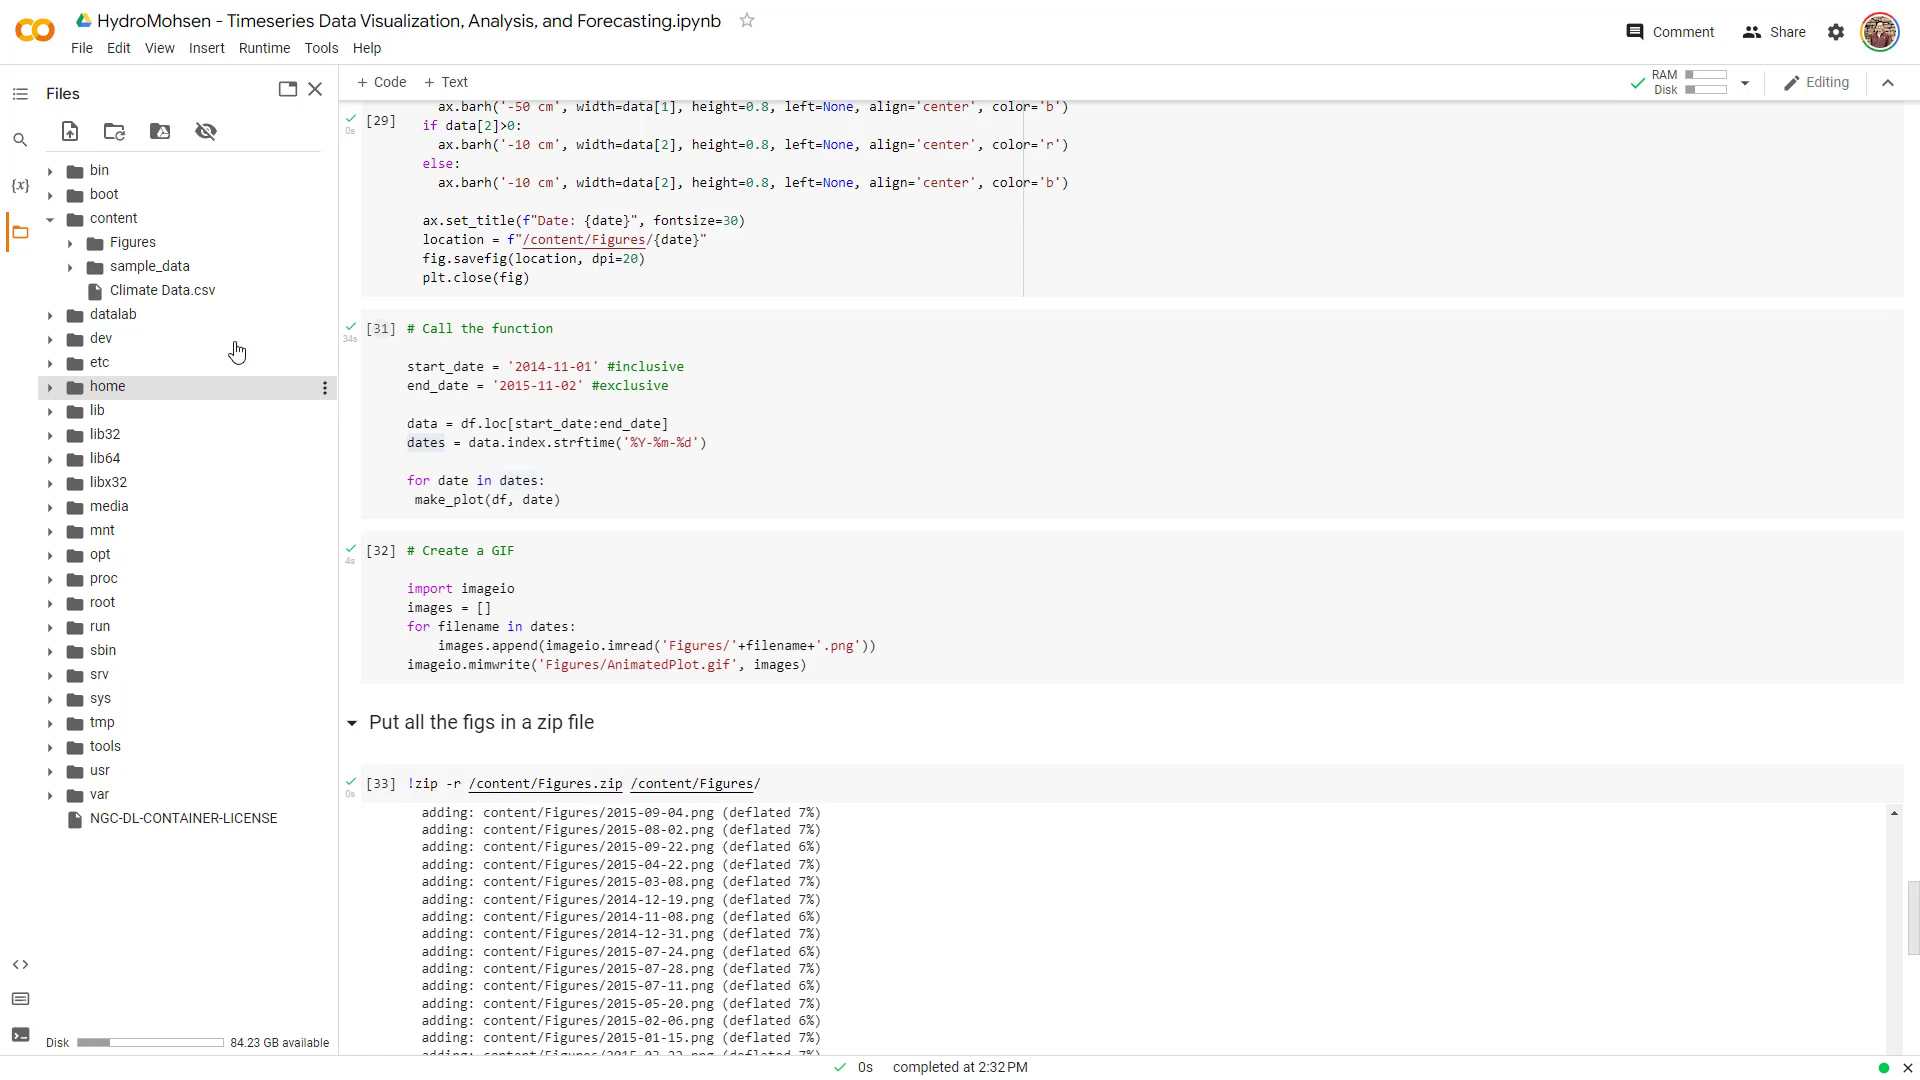 HydroMohsen - Timeseries Data Visualization, Analysis, and Forecasting.ipynb
File Edit View Insert Runtime Tools Help
Comment Share
Files
+ Code + Text
RAM
Disk
Editing
bin
boot
content
Figures
sample_data
Climate Data.csv
datalab
dev
etc
home
lib
lib32
lib64
libx32
media
mnt
opt
proc
root
run
sbin
srv
sys
tmp
tools
usr
var
NGC-DL-CONTAINER-LICENSE
Disk 84.23 GB available
{x}
<>
ax.barh('-50 cm', width=data[1], height=0.8, left=None, align='center', color='b')
[29]
0s
if data[2]>0:
ax.barh('-10 cm', width=data[2], height=0.8, left=None, align='center', color='r')
else:
ax.barh('-10 cm', width=data[2], height=0.8, left=None, align='center', color='b')
ax.set_title(f"Date: {date}", fontsize=30)
location = f"/content/Figures/{date}"
fig.savefig(location, dpi=20)
plt.close(fig)
[31] # Call the function
34s
start_date = '2014-11-01' #inclusive
end_date = '2015-11-02' #exclusive
data = df.loc[start_date:end_date]
dates = data.index.strftime('%Y-%m-%d')
for date in dates:
make_plot(df, date)
[32] # Create a GIF
4s
import imageio
images = []
for filename in dates:
images.append(imageio.imread('Figures/'+filename+'.png'))
imageio.mimwrite('Figures/AnimatedPlot.gif', images)
Put all the figs in a zip file
[33] !zip -r /content/Figures.zip /content/Figures/
0s
adding: content/Figures/2015-09-04.png (deflated 7%)
adding: content/Figures/2015-08-02.png (deflated 7%)
adding: content/Figures/2015-09-22.png (deflated 6%)
adding: content/Figures/2015-04-22.png (deflated 7%)
adding: content/Figures/2015-03-08.png (deflated 7%)
adding: content/Figures/2014-12-19.png (deflated 7%)
adding: content/Figures/2014-11-08.png (deflated 6%)
adding: content/Figures/2014-12-31.png (deflated 7%)
adding: content/Figures/2015-07-24.png (deflated 6%)
adding: content/Figures/2015-07-28.png (deflated 7%)
adding: content/Figures/2015-07-11.png (deflated 6%)
adding: content/Figures/2015-05-20.png (deflated 7%)
adding: content/Figures/2015-02-06.png (deflated 6%)
adding: content/Figures/2015-01-15.png (deflated 7%)
0s completed at 2:32 PM